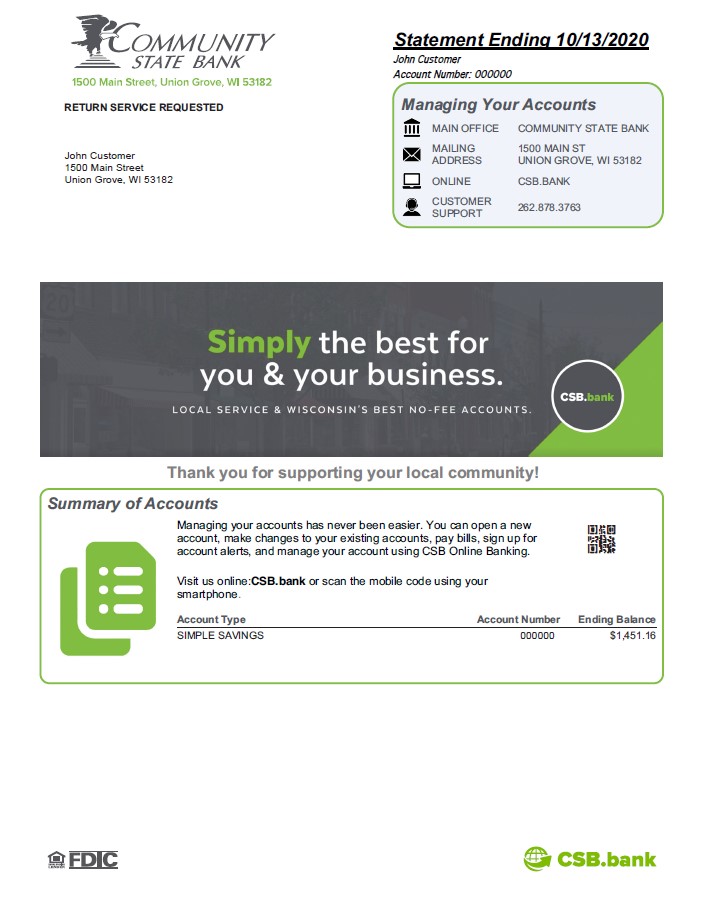 COMMUNITY
STATE BANK
1500 Main Street, Union Grove, WI 53182
RETURN SERVICE REQUESTED
John Customer
1500 Main Street
Union Grove, WI 53182
Statement Ending 10/13/2020
John Customer
Account Number: 000000
Managing Your Accounts
MAIN OFFICE COMMUNITY STATE BANK
MAILING ADDRESS 1500 MAIN ST
UNION GROVE, WI 53182
ONLINE CSB.BANK
CUSTOMER SUPPORT 262.878.3763
Simply the best for
you & your business.
LOCAL SERVICE & WISCONSIN'S BEST NO-FEE ACCOUNTS.
CSB.bank
Thank you for supporting your local community!
Summary of Accounts
Managing your accounts has never been easier. You can open a new
account, make changes to your existing accounts, pay bills, sign up for
account alerts, and manage your account using CSB Online Banking.
Visit us online:CSB.bank or scan the mobile code using your
smartphone.
Account Type Account Number Ending Balance
SIMPLE SAVINGS 000000 $1,451.16
FDIC
CSB.bank